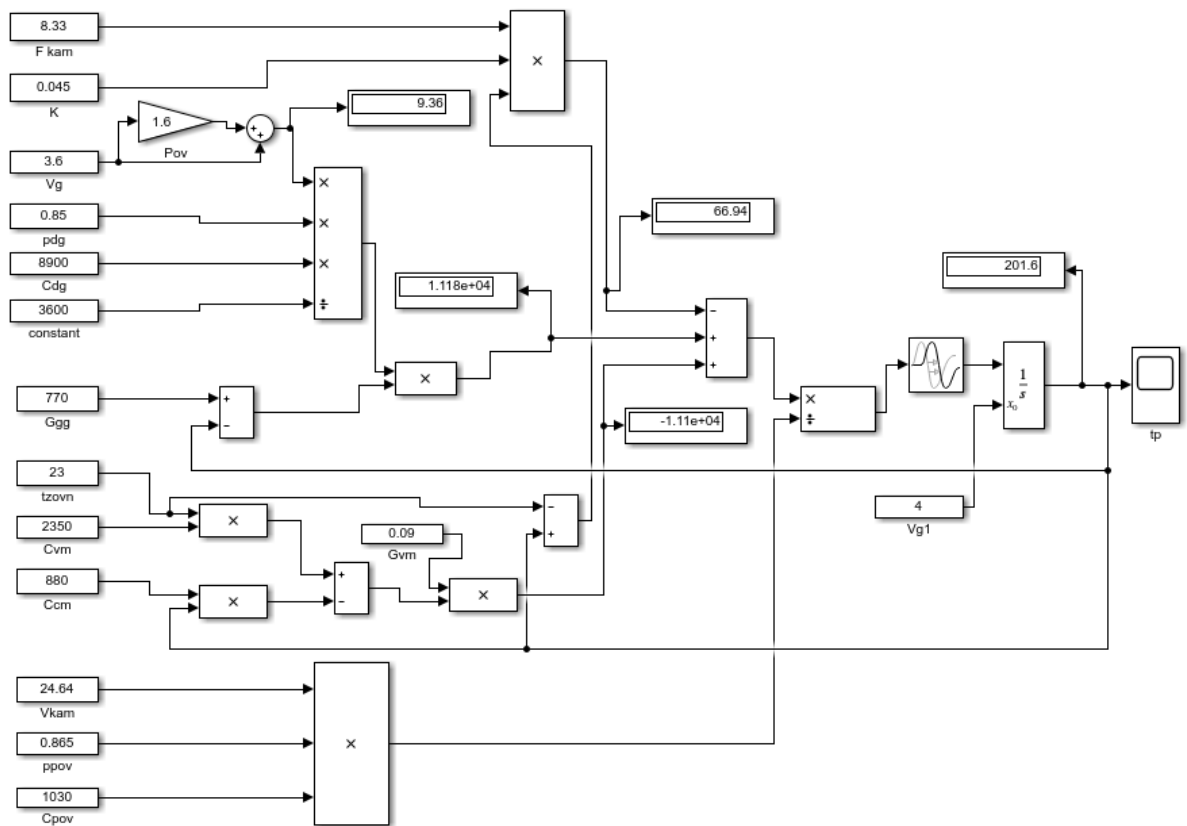 8.33
F kam
×
0.045
K
1.6
Pov
+
+
9.36
3.6
Vg
×
0.85
pdg
×
8900
Cdg
×
3600
constant
÷
66.94
201.6
1.118e+04
×
770
Ggg
+
−
−
+
+
×
÷
-1.11e+04
1
s
x₀
tp
23
tzovn
2350
Cvm
×
0.09
Gvm
−
+
4
Vg1
880
Ccm
×
+
−
×
24.64
Vkam
0.865
ppov
×
1030
Cpov